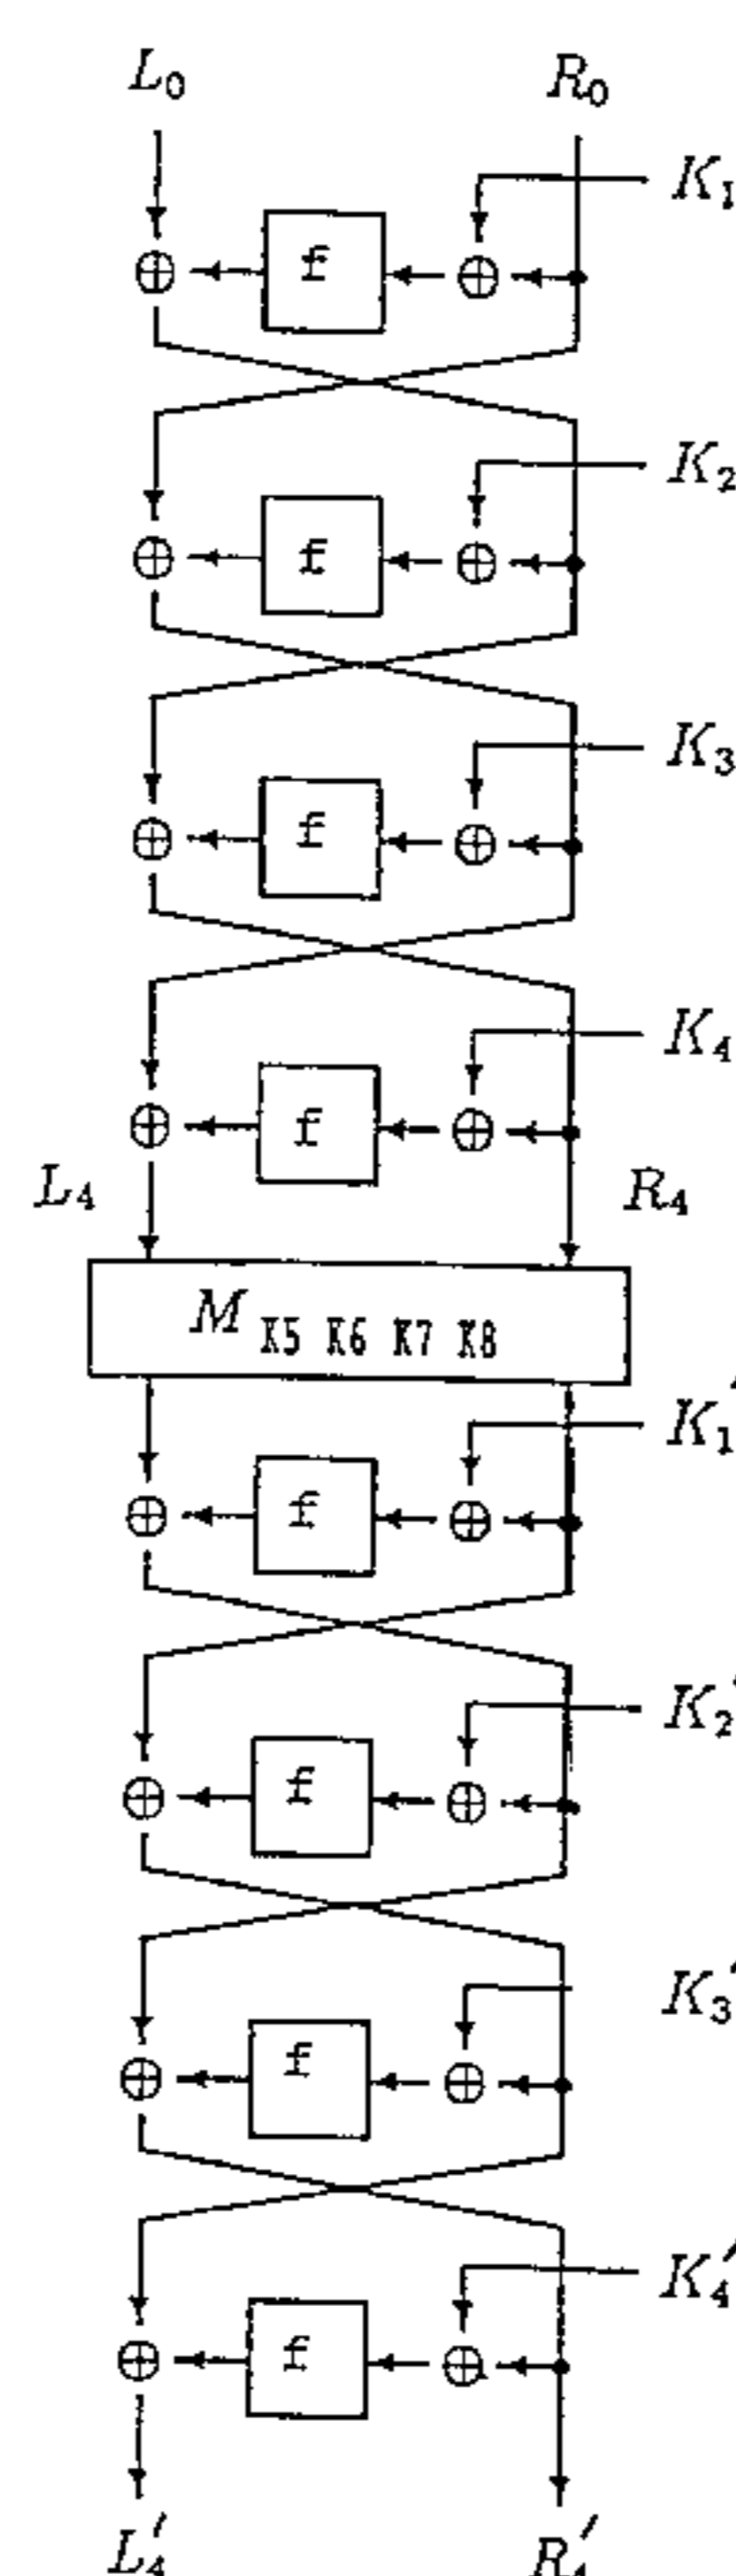 L₀ R₀
K₁
f
K₂
f
K₃
f
K₄
f
L₄ R₄
M K5 K6 K7 K8
K₁′
f
K₂′
f
K₃′
f
K₄′
f
L₄′ R₄′